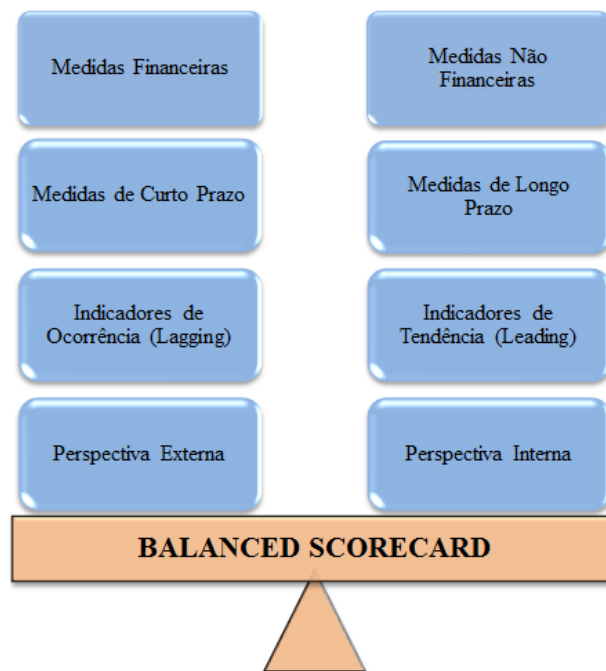 Medidas Financeiras
Medidas Não
Financeiras
Medidas de Curto Prazo
Medidas de Longo
Prazo
Indicadores de
Ocorrência (Lagging)
Indicadores de
Tendência (Leading)
Perspectiva Externa
Perspectiva Interna
BALANCED SCORECARD